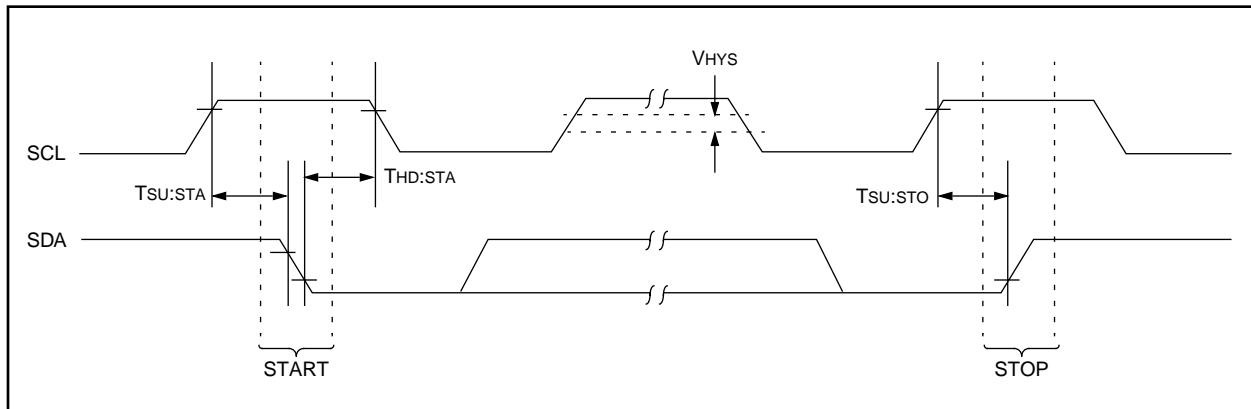 VHYS
SCL
THD:STA
TSU:STA
TSU:STO
SDA
START
STOP